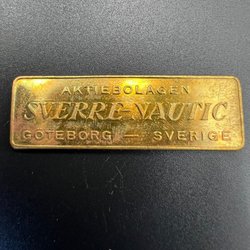 AKTIEBOLAGEN
SVERRE-NAUTIC
GÖTEBORG — SVERIGE